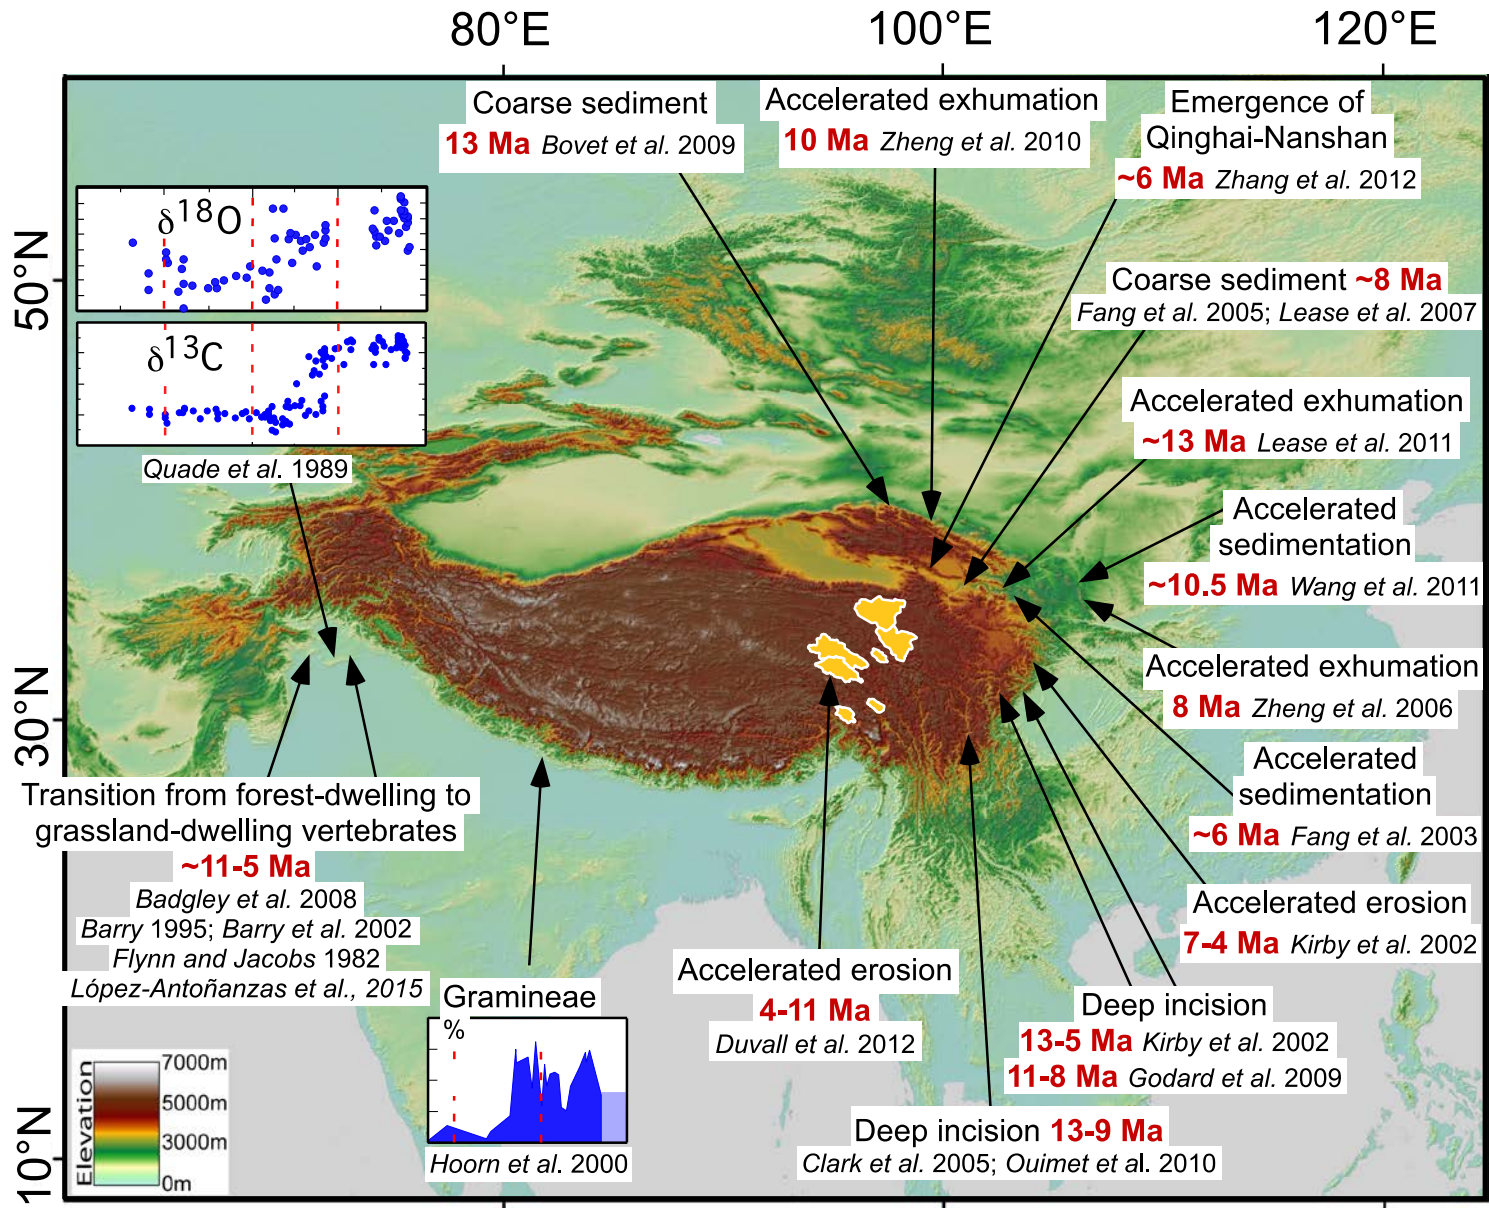 80°E
100°E
120°E
50°N
30°N
10°N
Coarse sediment
13 Ma Bovet et al. 2009
Accelerated exhumation
10 Ma Zheng et al. 2010
Emergence of
Qinghai-Nanshan
~6 Ma Zhang et al. 2012
δ18O
δ13C
Quade et al. 1989
Coarse sediment ~8 Ma
Fang et al. 2005; Lease et al. 2007
Accelerated exhumation
~13 Ma Lease et al. 2011
Accelerated
sedimentation
~10.5 Ma Wang et al. 2011
Accelerated exhumation
8 Ma Zheng et al. 2006
Accelerated
sedimentation
~6 Ma Fang et al. 2003
Accelerated erosion
7-4 Ma Kirby et al. 2002
Transition from forest-dwelling to
grassland-dwelling vertebrates
~11-5 Ma
Badgley et al. 2008
Barry 1995; Barry et al. 2002
Flynn and Jacobs 1982
López-Antoñanzas et al., 2015
Gramineae
%
Hoorn et al. 2000
Accelerated erosion
4-11 Ma
Duvall et al. 2012
Deep incision
13-5 Ma Kirby et al. 2002
11-8 Ma Godard et al. 2009
Deep incision 13-9 Ma
Clark et al. 2005; Ouimet et al. 2010
Elevation
7000m
5000m
3000m
0m